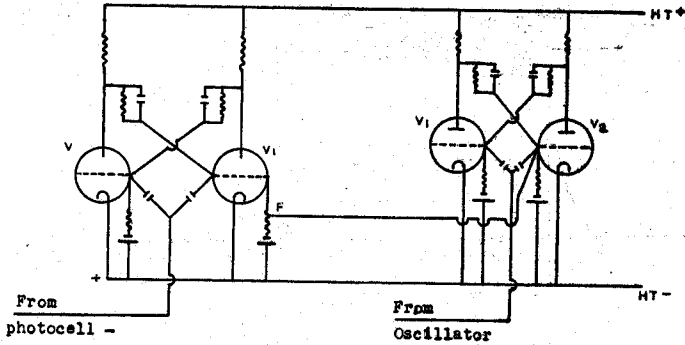 HT+
V
V₁
V₁
V₂
F
+
From
photocell -
From
Oscillator
HT-